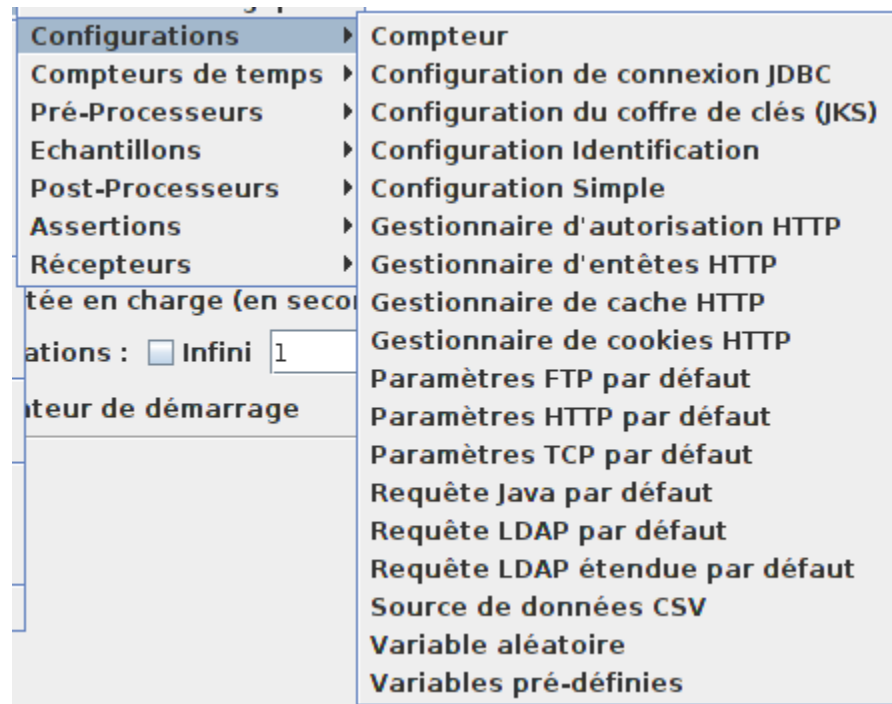 Configurations
Compteurs de temps
Pré-Processeurs
Echantillons
Post-Processeurs
Assertions
Récepteurs
tée en charge (en secon
ations : Infini 1
ateur de démarrage
Compteur
Configuration de connexion JDBC
Configuration du coffre de clés (JKS)
Configuration Identification
Configuration Simple
Gestionnaire d'autorisation HTTP
Gestionnaire d'entêtes HTTP
Gestionnaire de cache HTTP
Gestionnaire de cookies HTTP
Paramètres FTP par défaut
Paramètres HTTP par défaut
Paramètres TCP par défaut
Requête Java par défaut
Requête LDAP par défaut
Requête LDAP étendue par défaut
Source de données CSV
Variable aléatoire
Variables pré-définies